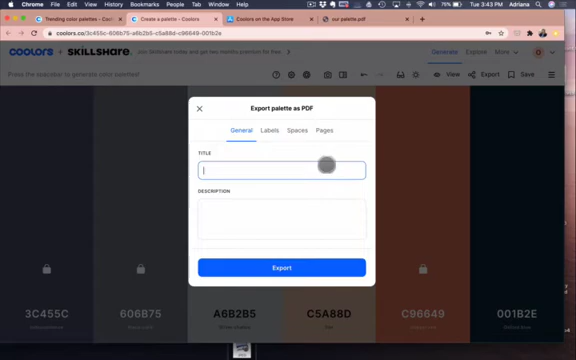 Chrome File Edit View History Bookmarks Profiles Tab Window Help 76% Tue 3:43 PM Adriana
Trending color palettes - Co
Create a palette - Coolors
Coolors on the App Store
our palette.pdf
coolors.co/3c455c-606b75-a6b2b5-c5a88d-c96649-001b2e
coolors SKILLSHARE. Generate Explore More
Press the spacebar to generate color palettes! View Export Save
Export palette as PDF
General Labels Spaces Pages
TITLE
DESCRIPTION
Export
3C455C
606B75
A6B2B5
C5A88D
C96649
001B2E